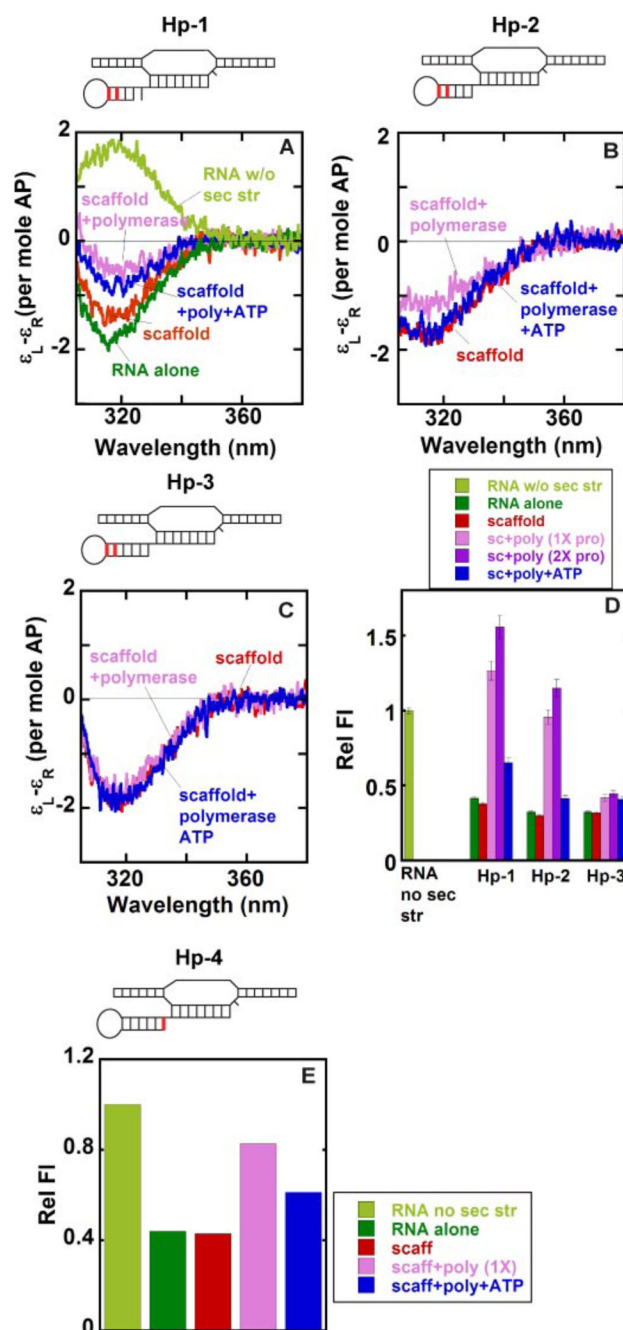 Hp-1
Hp-2
2
0
-2
320
360
A
RNA w/o
sec str
scaffold
+polymerase
scaffold
+poly+ATP
scaffold
RNA alone
εL-εR (per mole AP)
Wavelength (nm)
2
0
-2
320
360
B
scaffold+
polymerase
scaffold+
polymerase
+ATP
scaffold
εL-εR (per mole AP)
Wavelength (nm)
Hp-3
2
0
-2
320
360
C
scaffold
+polymerase
scaffold
scaffold+
polymerase
ATP
εL-εR (per mole AP)
Wavelength (nm)
RNA w/o sec str
RNA alone
scaffold
sc+poly (1X pro)
sc+poly (2X pro)
sc+poly+ATP
D
1.5
1
0.5
0
Rel FI
RNA
no sec
str
Hp-1
Hp-2
Hp-3
Hp-4
E
1.2
0.8
0.4
0
Rel FI
RNA no sec str
RNA alone
scaff
scaff+poly (1X)
scaff+poly+ATP